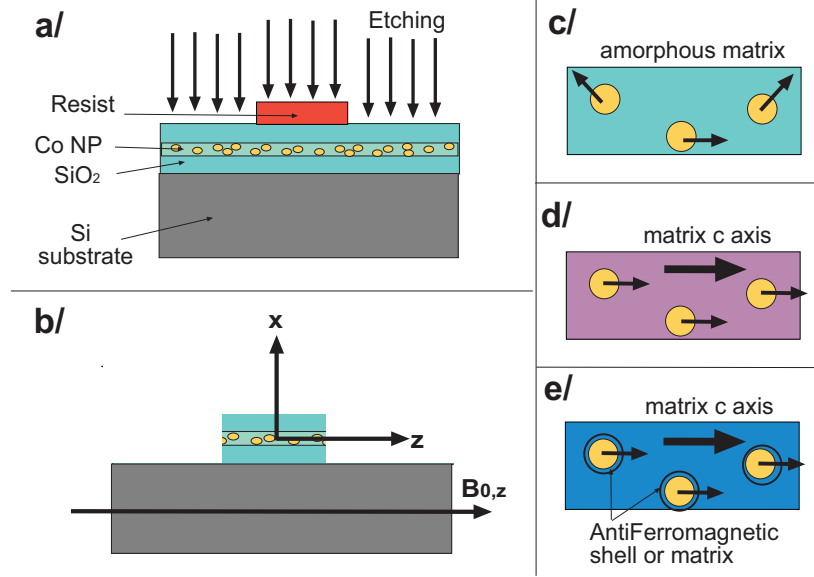 a/
Etching
Resist
Co NP
SiO₂
Si
substrate
b/
x
z
B₀,z
c/
amorphous matrix
d/
matrix c axis
e/
matrix c axis
AntiFerromagnetic
shell or matrix